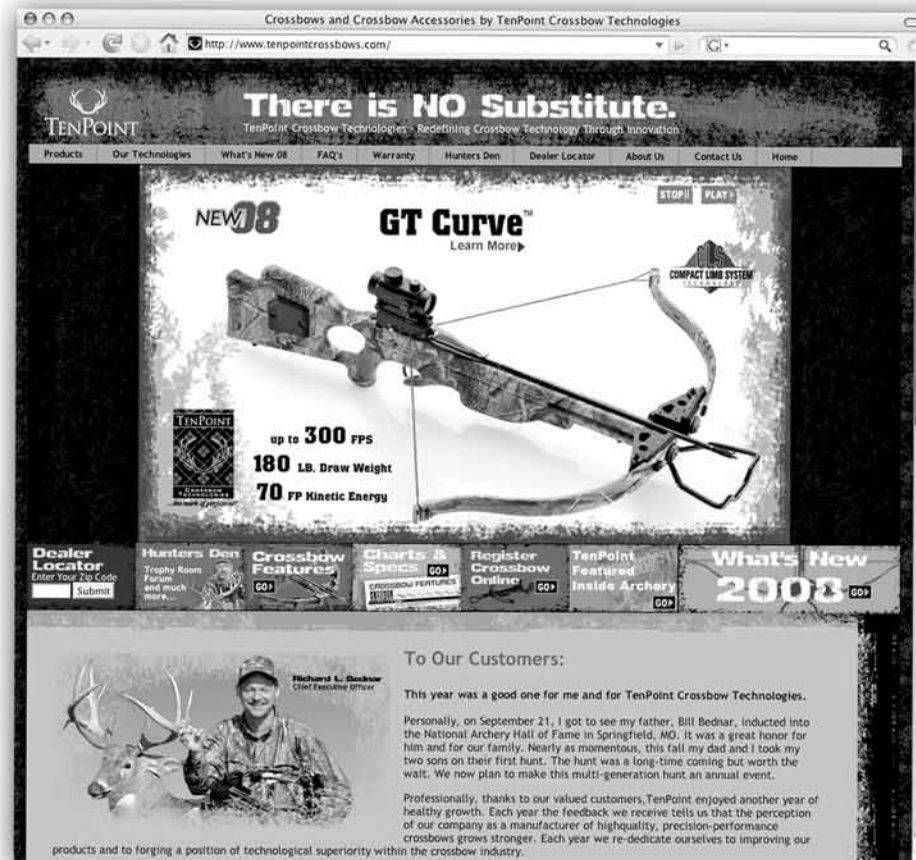 Crossbows and Crossbow Accessories by TenPoint Crossbow Technologies
http://www.tenpointcrossbows.com/
G
TENPOINT
There is NO Substitute.
TenPoint Crossbow Technologies - Redefining Crossbow Technology Through Innovation
Products Our Technologies What's New 08 FAQ's Warranty Hunters Den Dealer Locator About Us Contact Us Home
STOP PLAY
NEW 08
GT Curve™
Learn More
CLS
COMPACT LIMB SYSTEM
TENPOINT
CROSSBOW
TECHNOLOGIES
up to 300 FPS
180 LB. Draw Weight
70 FP Kinetic Energy
Dealer
Locator
Enter Your Zip Code
Submit
Hunters Den
Trophy Room
Forum
and much
more...
Crossbow
Features
GO
Charts &
Specs GO
CROSSBOW FEATURES
Register
Crossbow
Online GO
TenPoint
Featured
Inside Archery
GO
What's New
2008 GO
Richard L. Bednar
Chief Executive Officer
To Our Customers:
This year was a good one for me and for TenPoint Crossbow Technologies.
Personally, on September 21, I got to see my father, Bill Bednar, inducted into
the National Archery Hall of Fame in Springfield, MO. It was a great honor for
him and for our family. Nearly as momentous, this fall my dad and I took my
two sons on their first hunt. The hunt was a long-time coming but worth the
wait. We now plan to make this multi-generation hunt an annual event.
Professionally, thanks to our valued customers,TenPoint enjoyed another year of
healthy growth. Each year the feedback we receive tells us that the perception
of our company as a manufacturer of highquality, precision-performance
crossbows grows stronger. Each year we re-dedicate ourselves to improving our
products and to forging a position of technological superiority within the crossbow industry.